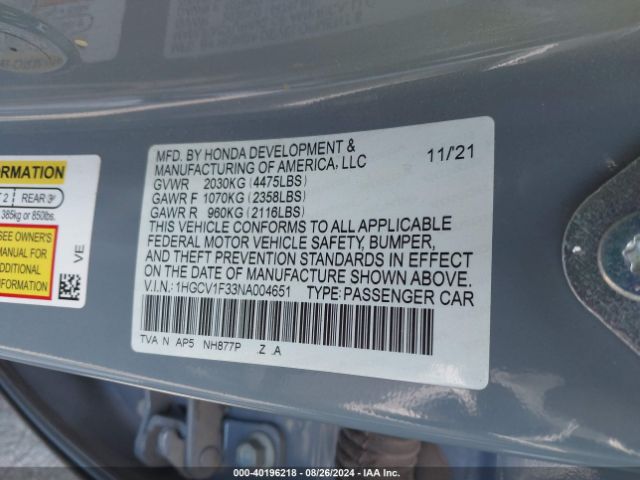 FORMATION
T 2 REAR 3
385kg or 850lbs.
SEE OWNER'S
MANUAL FOR
ADDITIONAL
INFORMATION
VE
MFD. BY HONDA DEVELOPMENT &
MANUFACTURING OF AMERICA, LLC 11/'21
GVWR 2030KG (4475LBS)
GAWR F 1070KG (2358LBS)
GAWR R 960KG (2116LBS)
THIS VEHICLE CONFORMS TO ALL APPLICABLE
FEDERAL MOTOR VEHICLE SAFETY, BUMPER,
AND THEFT PREVENTION STANDARDS IN EFFECT
ON THE DATE OF MANUFACTURE SHOWN ABOVE.
V.I.N.: 1HGCV1F33NA004651 TYPE: PASSENGER CAR
TVA N AP5 NH877P Z .A
000-40196218 - 08/26/2024 - IAA Inc.